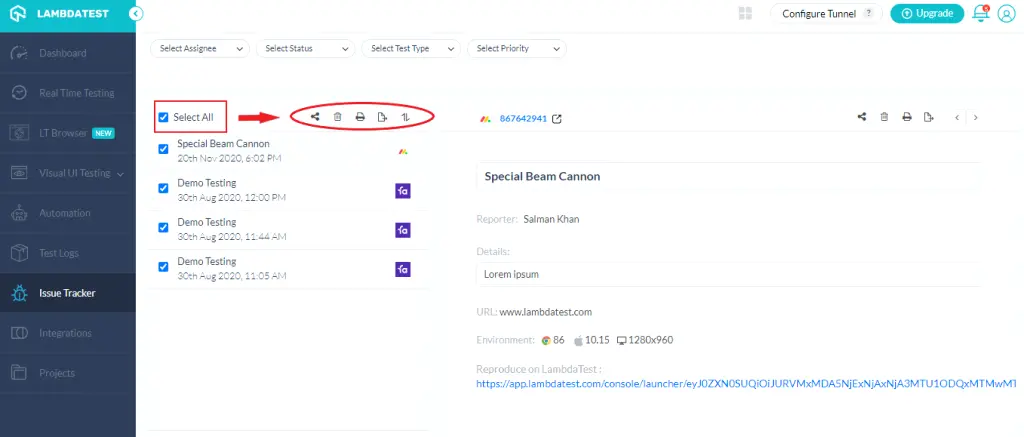 LAMBDATEST
Configure Tunnel ?
Upgrade
Dashboard
Real Time Testing
LT Browser NEW
Visual UI Testing
Automation
Test Logs
Issue Tracker
Integrations
Projects
Select Assignee
Select Status
Select Test Type
Select Priority
Select All
Special Beam Cannon
20th Nov 2020, 6:02 PM
Demo Testing
30th Aug 2020, 12:00 PM
Demo Testing
30th Aug 2020, 11:44 AM
Demo Testing
30th Aug 2020, 11:05 AM
867642941
Special Beam Cannon
Reporter: Salman Khan
Details:
Lorem ipsum
URL: www.lambdatest.com
Environment: 86 10.15 1280x960
Reproduce on LambdaTest :
https://app.lambdatest.com/console/launcher/eyJ0ZXN0SUQiOiJURVMxMDA5NjExNjAxNjA3MTU1ODQxMTMwMT